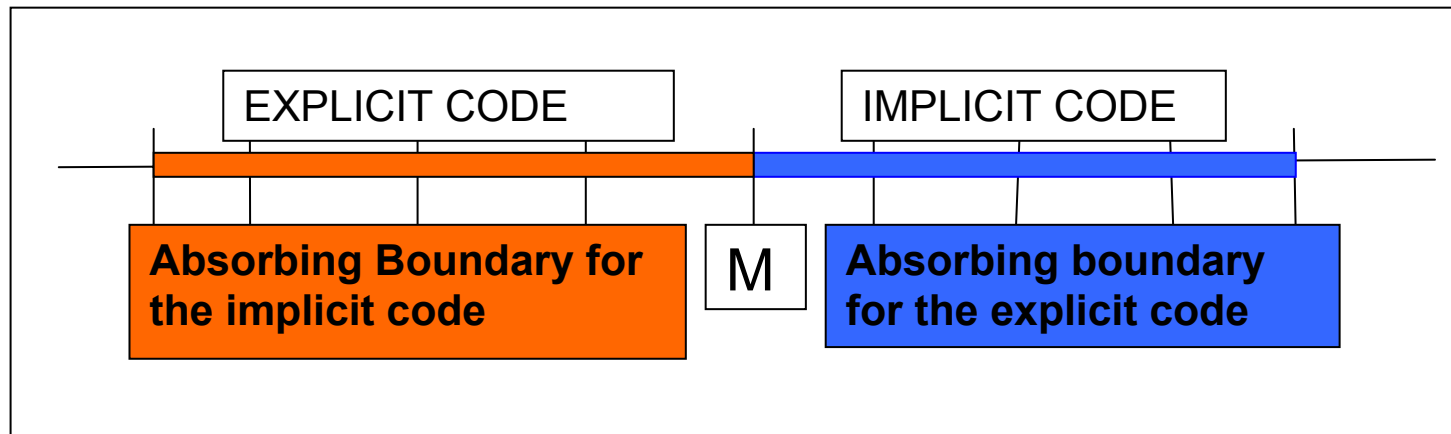 EXPLICIT CODE
IMPLICIT CODE
Absorbing Boundary for
the implicit code
M
Absorbing boundary
for the explicit code